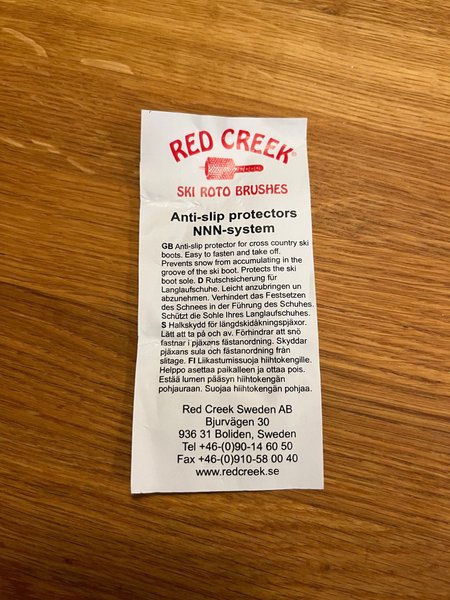 RED CREEK®
SKI ROTO BRUSHES
Anti-slip protectors
NNN-system
GB Anti-slip protector for cross country ski
boots. Easy to fasten and take off.
Prevents snow from accumulating in the
groove of the ski boot. Protects the ski
boot sole. D Rutschsicherung für
Langlaufschuhe. Leicht anzubringen un
abzunehmen. Verhindert das Festsetzen
des Schnees in der Führung des Schuhes.
Schützt die Sohle Ihres Langlaufschuhes.
S Halkskydd för längdskidåkningspjäxor.
Lätt att ta på och av. Förhindrar att snö
fastnar i pjäxans fästanordning. Skyddar
pjäxans sula och fästanordning från
slitage. FI Liikastumissuoja hiihtokengille.
Helppo asettaa paikalleen ja ottaa pois.
Estää lumen pääsyn hiihtokengän
pohjauraan. Suojaa hiihtokengän pohjaa.
Red Creek Sweden AB
Bjurvägen 30
936 31 Boliden, Sweden
Tel +46-(0)90-14 60 50
Fax +46-(0)910-58 00 40
www.redcreek.se